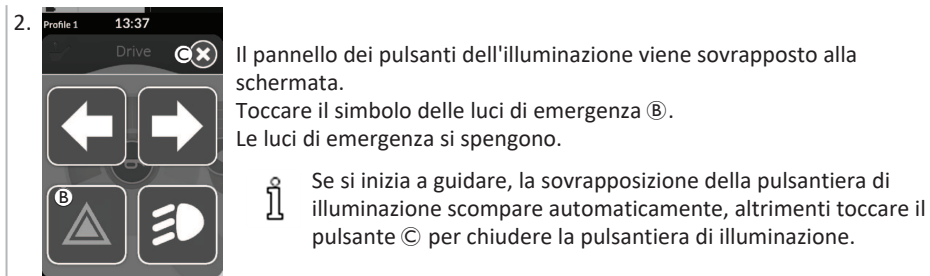 2.
Profile 1 13:37
Drive Ⓒ
Il pannello dei pulsanti dell'illuminazione viene sovrapposto alla
schermata.
Toccare il simbolo delle luci di emergenza Ⓑ.
Le luci di emergenza si spengono.
Ⓑ
Se si inizia a guidare, la sovrapposizione della pulsantiera di
illuminazione scompare automaticamente, altrimenti toccare il
pulsante Ⓒ per chiudere la pulsantiera di illuminazione.